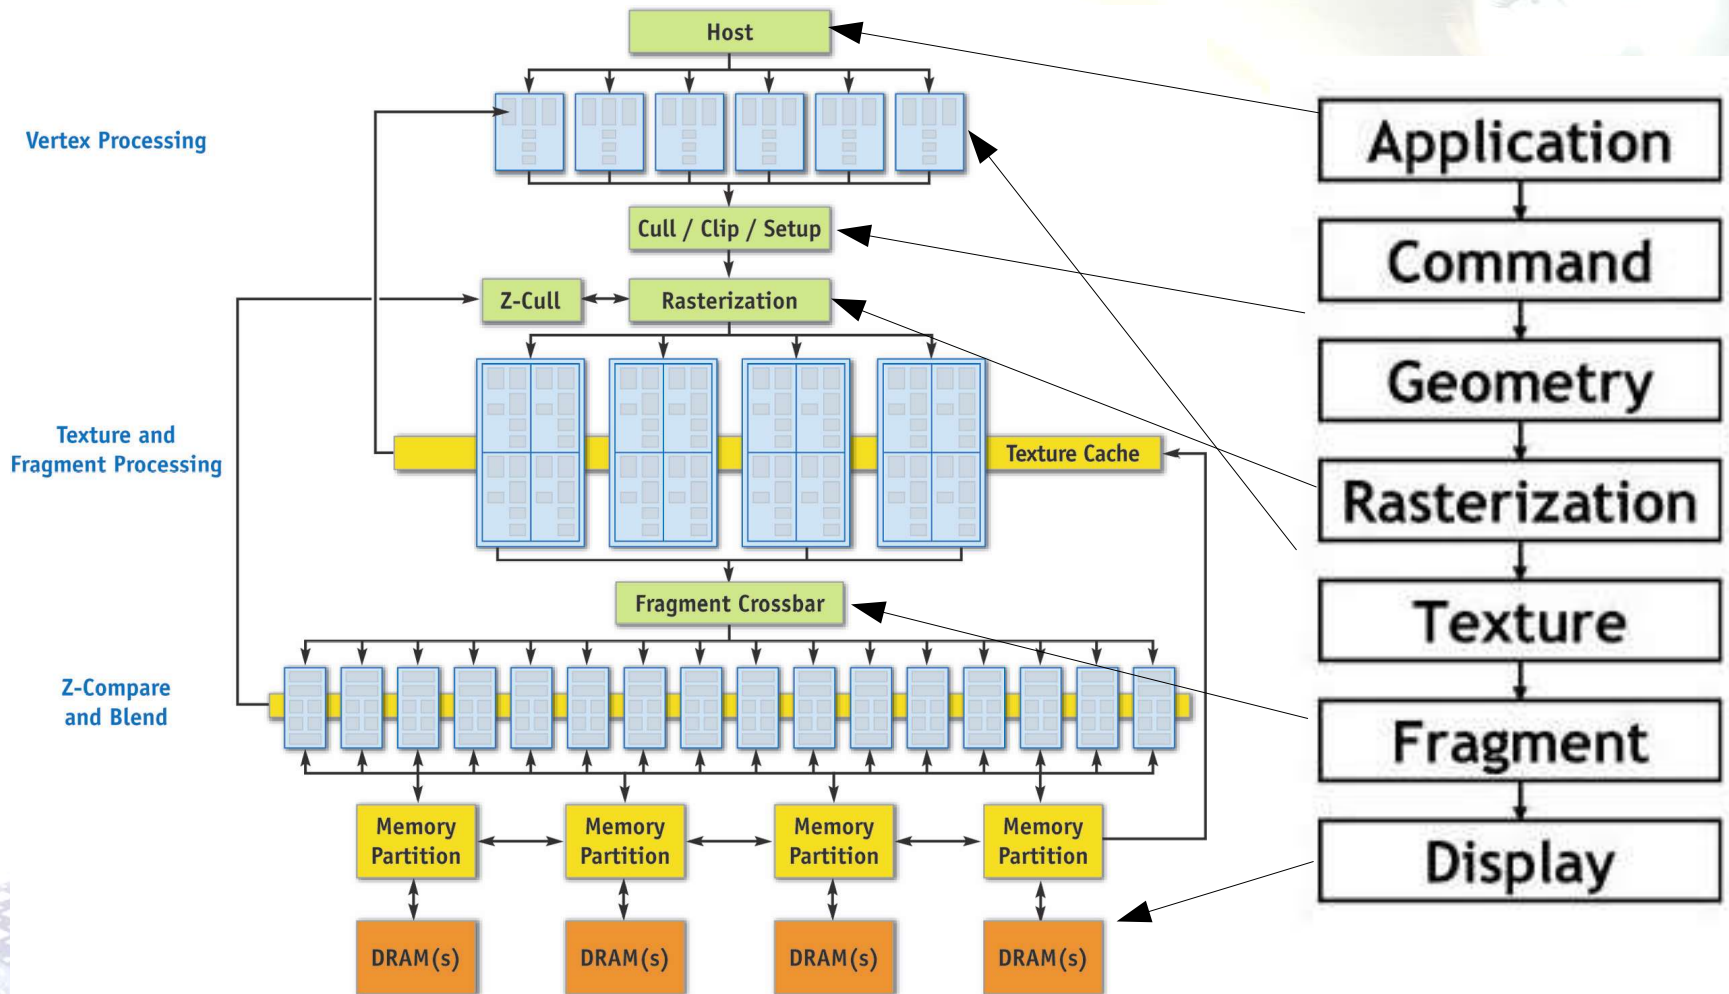 Host
Vertex Processing
Cull / Clip / Setup
Z-Cull
Rasterization
Texture and
Fragment Processing
Texture Cache
Fragment Crossbar
Z-Compare
and Blend
Memory
Partition
Memory
Partition
Memory
Partition
Memory
Partition
DRAM(s)
DRAM(s)
DRAM(s)
DRAM(s)
Application
Command
Geometry
Rasterization
Texture
Fragment
Display